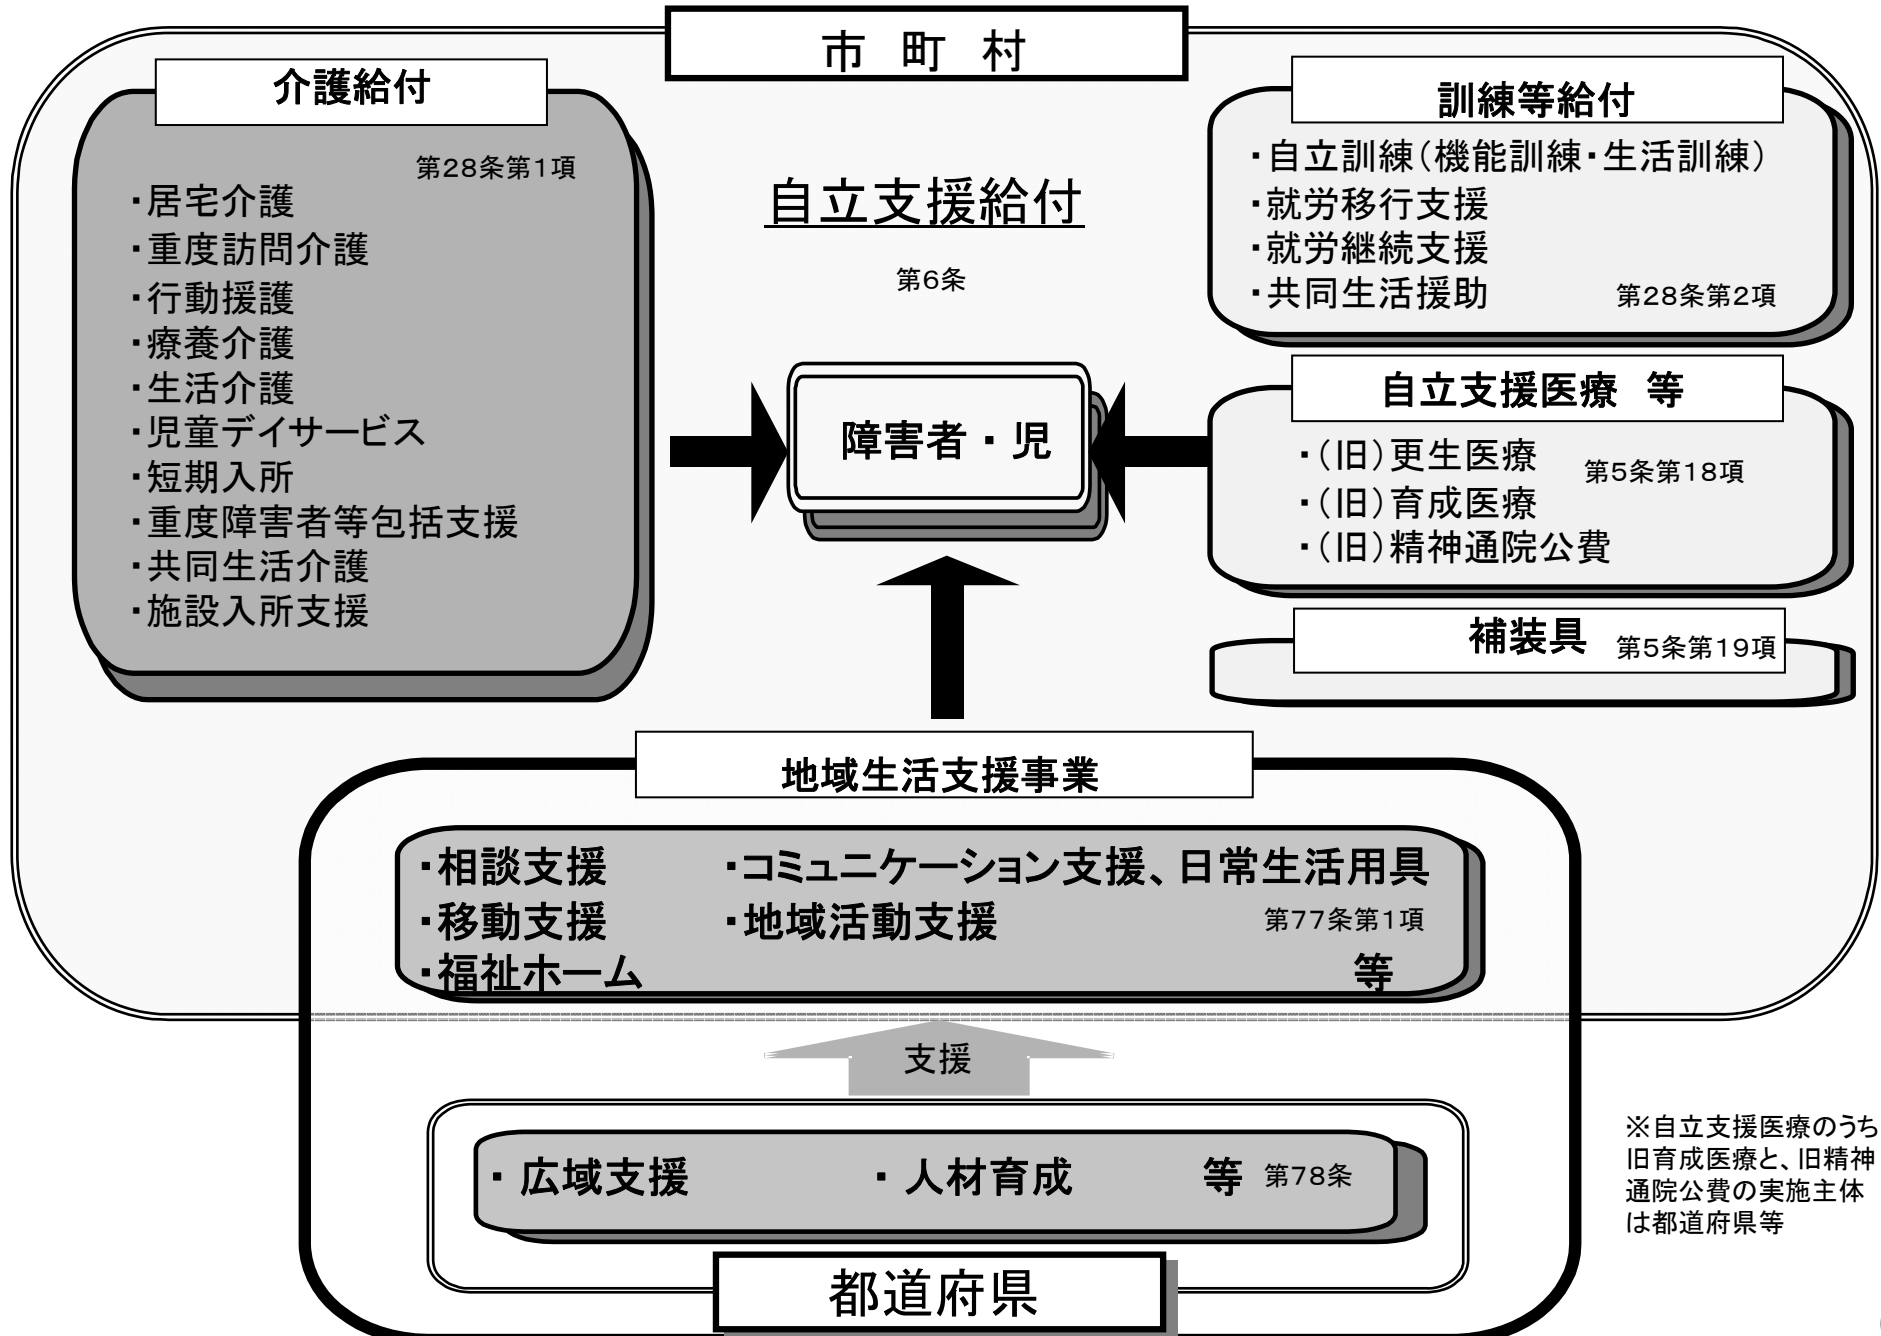 市 町 村
介護給付
第28条第1項
・居宅介護
・重度訪問介護
・行動援護
・療養介護
・生活介護
・児童デイサービス
・短期入所
・重度障害者等包括支援
・共同生活介護
・施設入所支援
自立支援給付
第6条
障害者・児
訓練等給付
・自立訓練(機能訓練・生活訓練)
・就労移行支援
・就労継続支援
・共同生活援助 第28条第2項
自立支援医療 等
・(旧)更生医療 第5条第18項
・(旧)育成医療
・(旧)精神通院公費
補装具 第5条第19項
地域生活支援事業
・相談支援 ・コミュニケーション支援、日常生活用具
・移動支援 ・地域活動支援 第77条第1項
・福祉ホーム 等
支援
・広域支援 ・人材育成 等 第78条
都道府県
※自立支援医療のうち
旧育成医療と、旧精神
通院公費の実施主体
は都道府県等